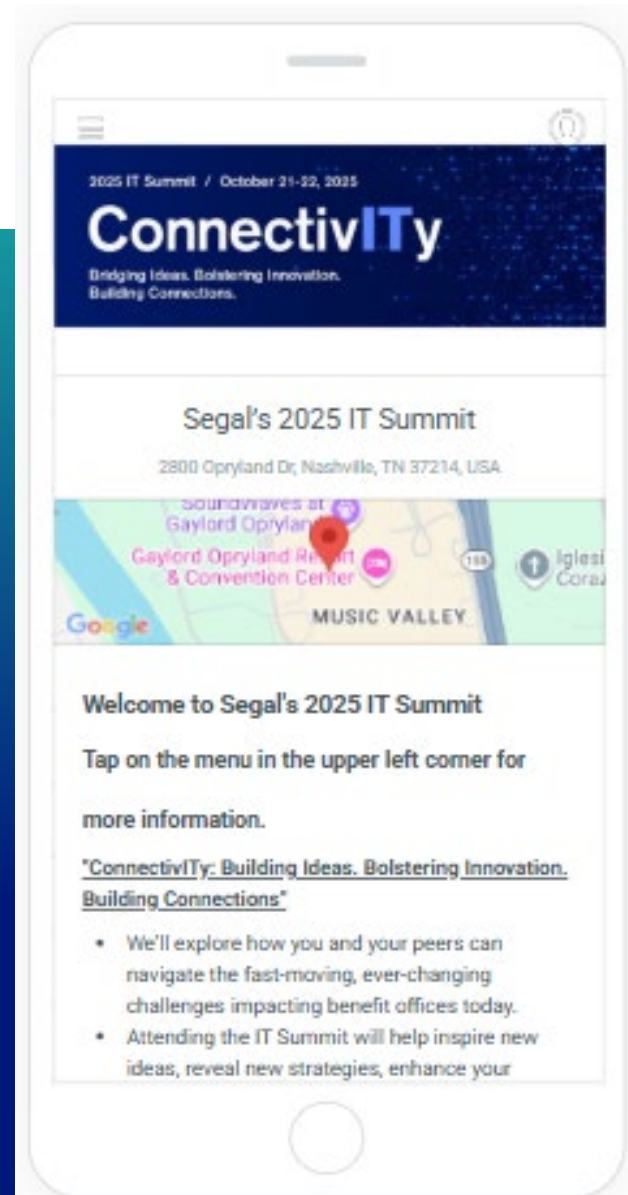 2025 IT Summit / October 21-22, 2025
ConnectivITy
Bridging Ideas. Bolstering Innovation.
Building Connections.
Segal's 2025 IT Summit
2800 Opryland Dr, Nashville, TN 37214, USA
Soundwaves at
Gaylord Opryland
Gaylord Opryland Resort
& Convention Center
155
Iglesi
Coraz
Google
MUSIC VALLEY
Welcome to Segal's 2025 IT Summit
Tap on the menu in the upper left corner for
more information.
"ConnectivITy: Building Ideas. Bolstering Innovation.
Building Connections"
• We'll explore how you and your peers can
navigate the fast-moving, ever-changing
challenges impacting benefit offices today.
• Attending the IT Summit will help inspire new
ideas, reveal new strategies, enhance your